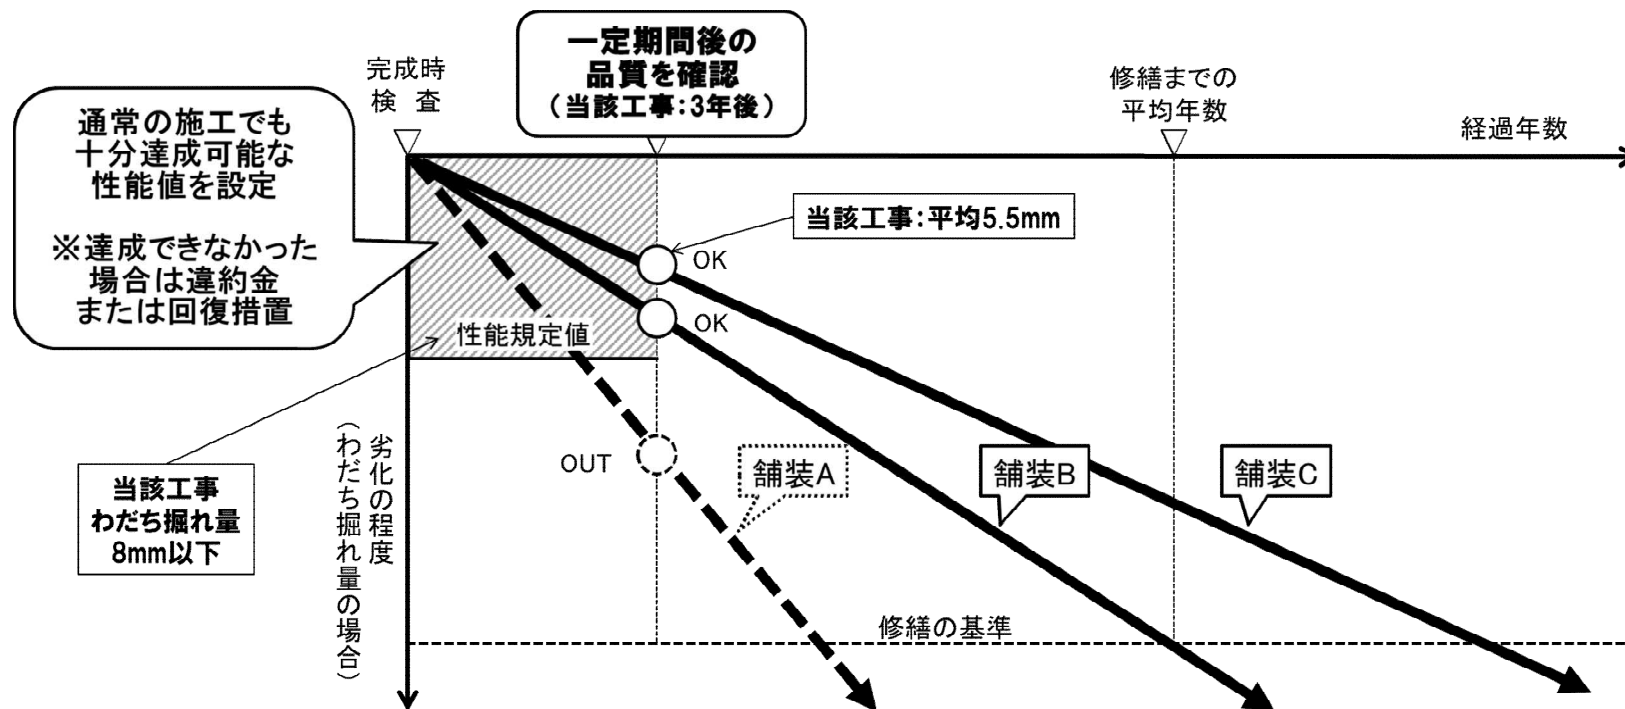 一定期間後の
品質を確認
（当該工事：3年後）
完成時
検 査
修繕までの
平均年数
経過年数
通常の施工でも
十分達成可能な
性能値を設定
※達成できなかった
場合は違約金
または回復措置
当該工事：平均5.5mm
OK
OK
性能規定値
OUT
舗装A
舗装B
舗装C
当該工事
わだち掘れ量
8mm以下
劣化の程度
（わだち掘れ量の場合）
修繕の基準